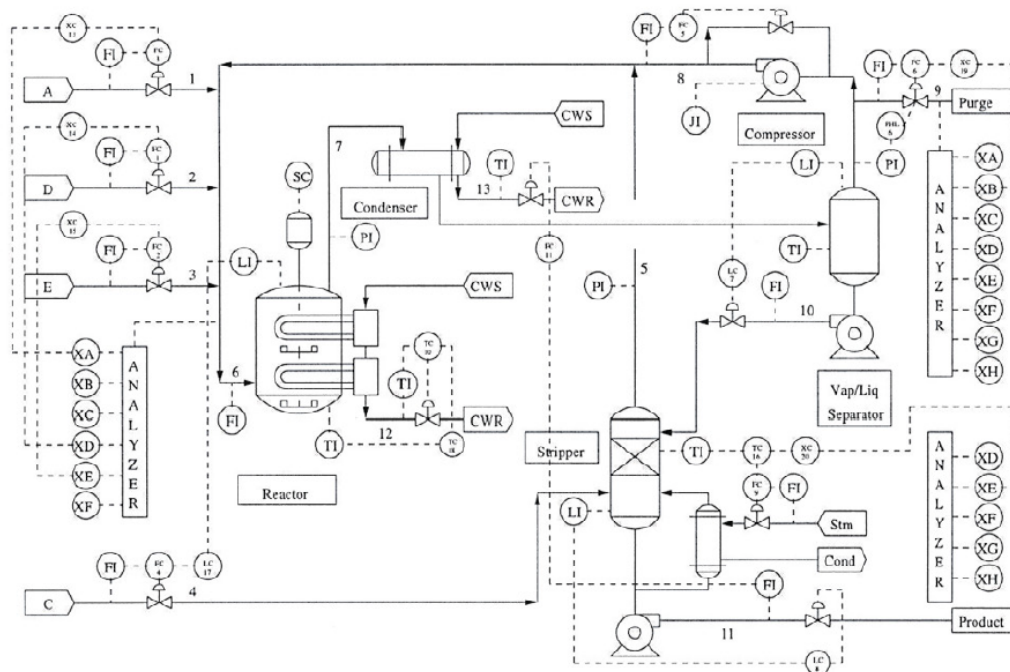 XC 13
FI
FC
A
1
XC 14
FI
FC
D
2
XC 15
FI
FC 2
E
3
LI
SC
7
CWS
Condenser
TI
13
CWR
PI
FC 11
CWS
TC
TI
CWR
12
TI
TC
6
FI
Reactor
XA
XB
XC
XD
XE
XF
ANALYZER
FI
FC 4
LC 17
C
4
FI
FC 5
8
JI
Compressor
FI
FC 6
XC 19
9
Purge
6
PI
LI
TI
LC 7
FI
10
Vap/Liq
Separator
5
PI
Stripper
TI
TC 16
XC 20
FC 9
FI
Stm
Cond
LI
FI
11
LC
Product
ANALYZER
XA
XB
XC
XD
XE
XF
XG
XH
ANALYZER
XD
XE
XF
XG
XH